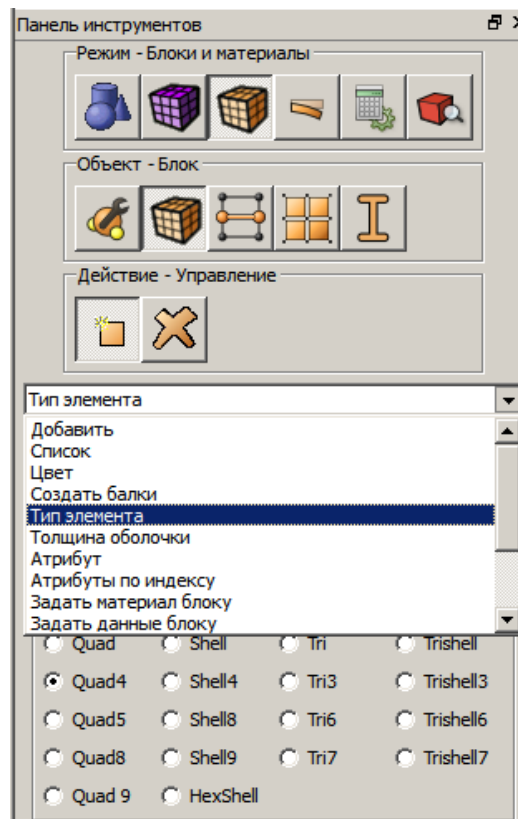 Панель инструментов
Режим - Блоки и материалы
Объект - Блок
Действие - Управление
Тип элемента
Добавить
Список
Цвет
Создать балки
Тип элемента
Толщина оболочки
Атрибут
Атрибуты по индексу
Задать материал блоку
Задать данные блоку
Quad Shell Tri Trishell
Quad4 Shell4 Tri3 Trishell3
Quad5 Shell8 Tri6 Trishell6
Quad8 Shell9 Tri7 Trishell7
Quad 9 HexShell